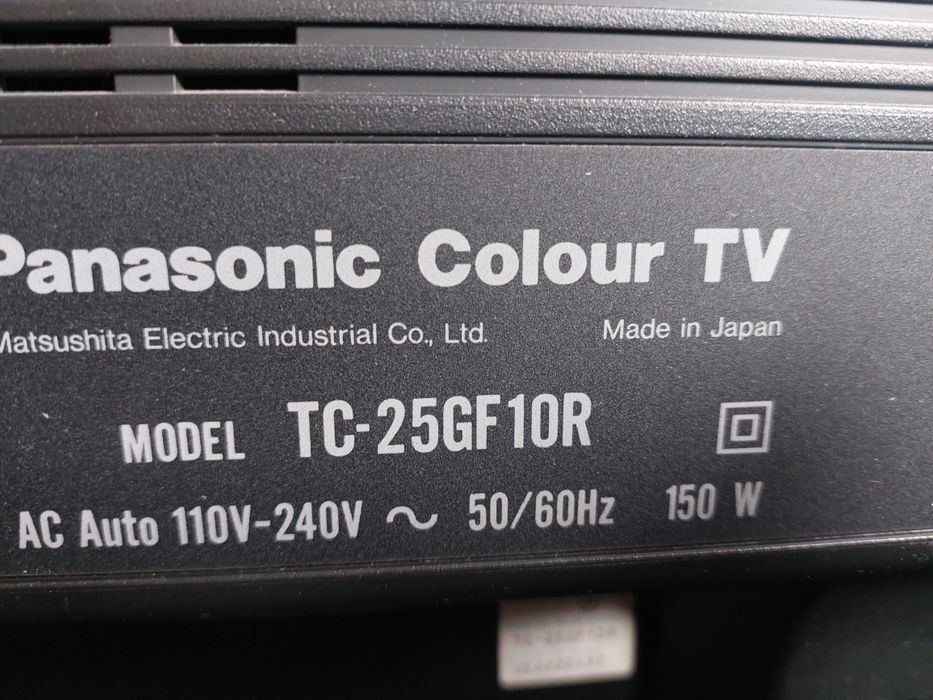 Panasonic Colour TV
Matsushita Electric Industrial Co., Ltd. Made in Japan
MODEL TC-25GF10R
AC Auto 110V-240V ~ 50/60Hz 150 W